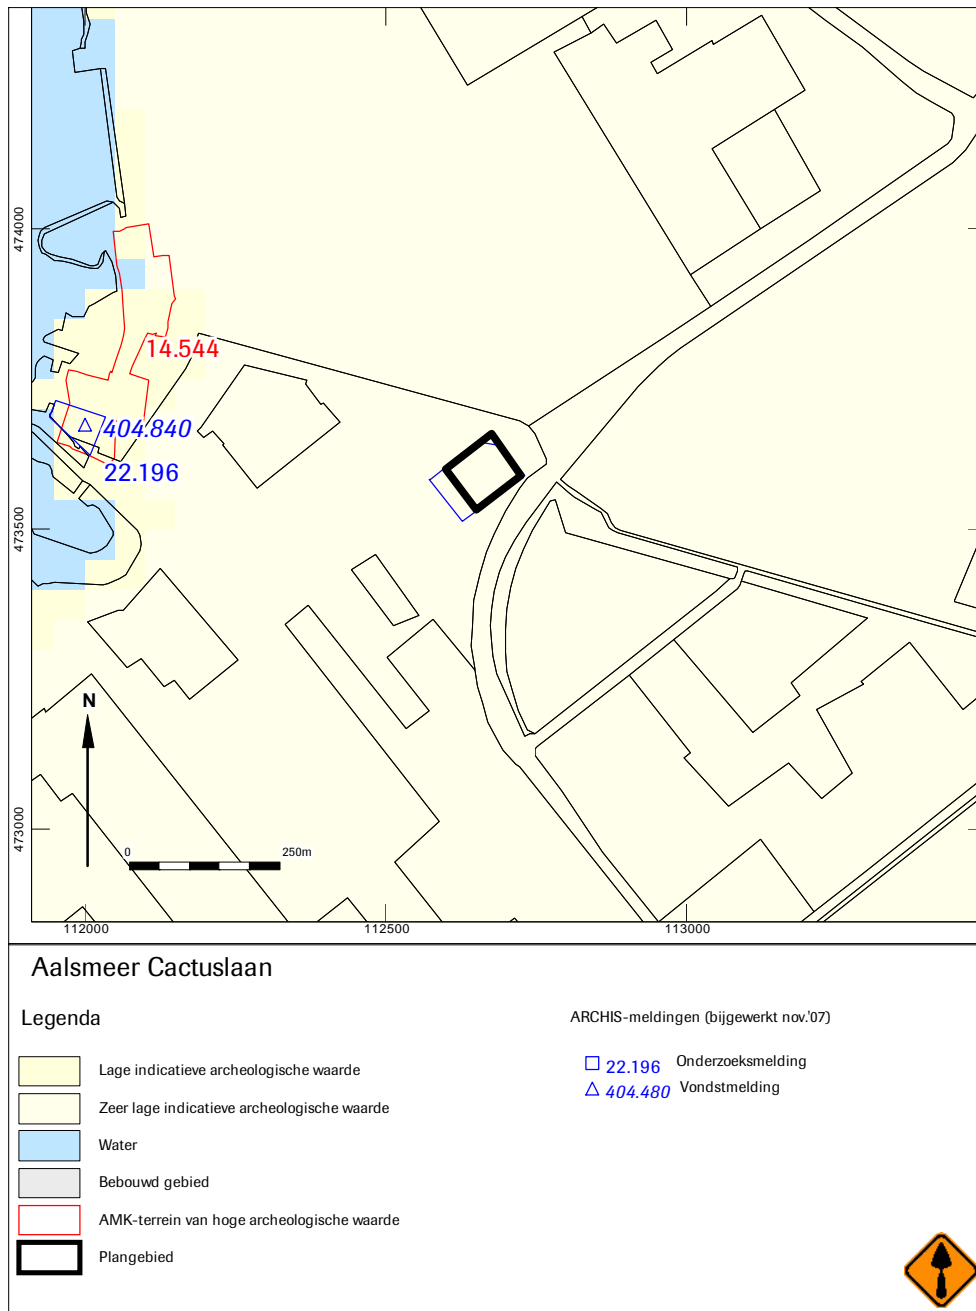 474000
14.544
404.840
22.196
473500
N
0 250m
473000
112000 112500 113000
Aalsmeer Cactuslaan
Legenda
Lage indicatieve archeologische waarde
Zeer lage indicatieve archeologische waarde
Water
Bebouwd gebied
AMK-terrein van hoge archeologische waarde
Plangebied
ARCHIS-meldingen (bijgewerkt nov.'07)
22.196 Onderzoeksmelding
404.480 Vondstmelding